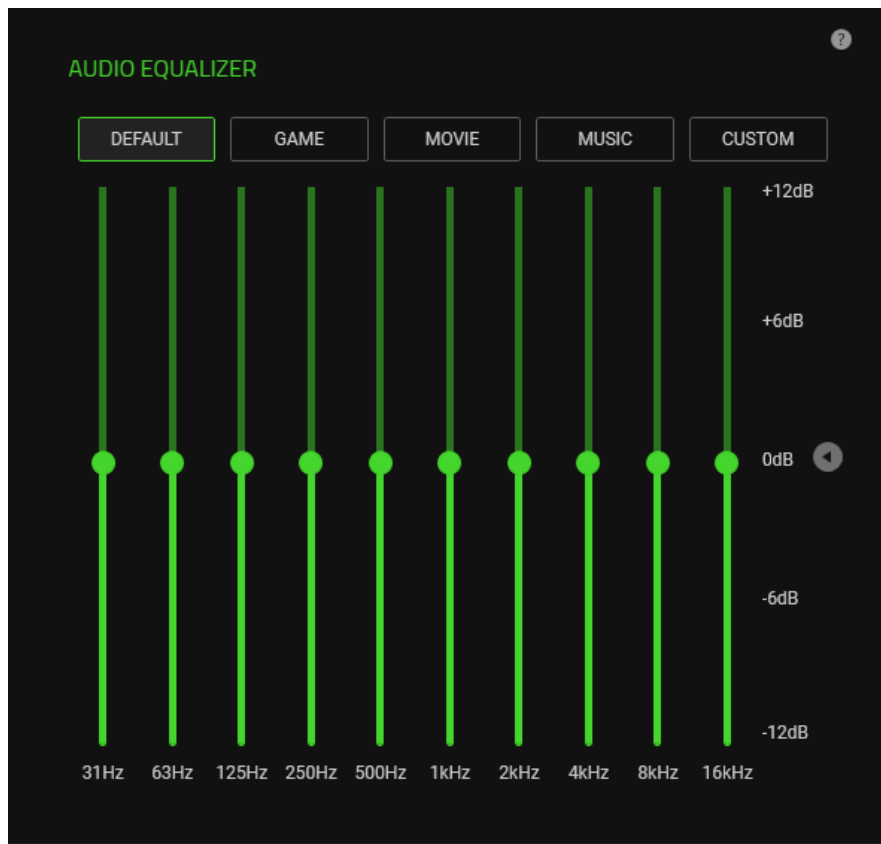 ?
AUDIO EQUALIZER
DEFAULT GAME MOVIE MUSIC CUSTOM
+12dB
+6dB
0dB
-6dB
-12dB
31Hz 63Hz 125Hz 250Hz 500Hz 1kHz 2kHz 4kHz 8kHz 16kHz